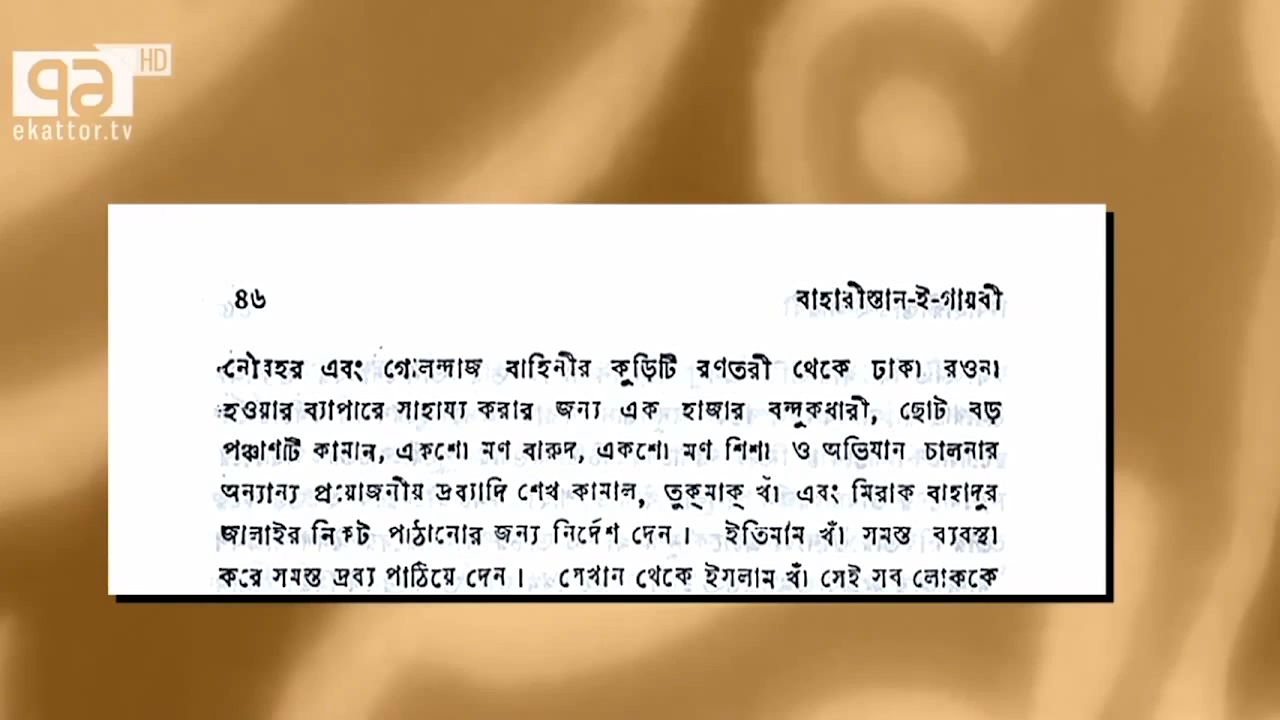 HD
ekattor.tv
৪৬
বাহারীস্তান-ই-গায়বী
নৌবহর এবং গোলন্দাজ বাহিনীর কুড়িটি রণতরী থেকে ঢাকা রওনা
হওয়ার ব্যাপারে সাহায্য করার জন্য এক হাজার বন্দুকধারী, ছোট বড়
পঞ্চাশটি কামান, একশো মণ বারুদ, একশো মণ শিশা ও অভিযান চালনার
অন্যান্য প্রয়োজনীয় দ্রব্যাদি শেখ কামাল, তুক্‌মাক্‌ খাঁ এবং মিরাক বাহাদুর
জালাইর নিকট পাঠানোর জন্য নির্দেশ দেন। ইতিমাম খাঁ সমস্ত ব্যবস্থা
করে সমস্ত দ্রব্য পাঠিয়ে দেন। সেখান থেকে ইসলাম খাঁ সেই সব লোককে